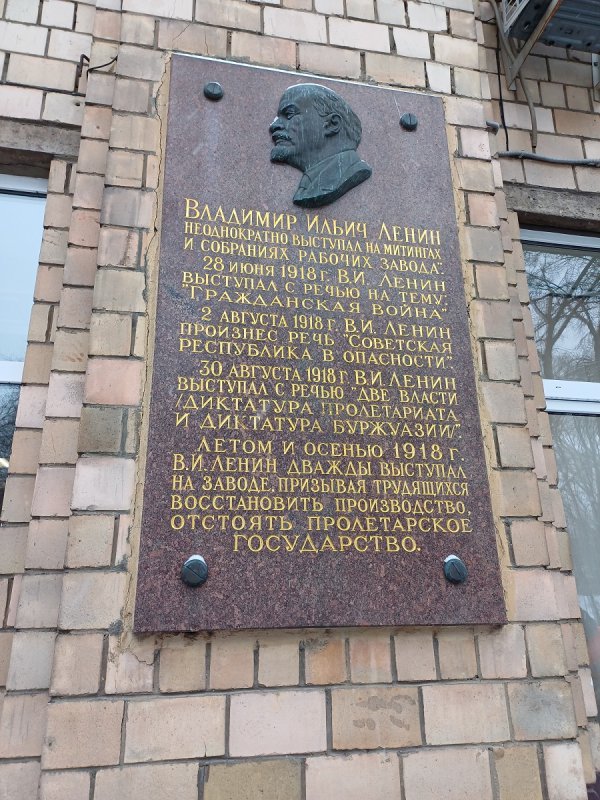 Владимир Ильич Ленин
неоднократно выступал на митингах
и собраниях рабочих завода":
28 июня 1918 г. В.И. Ленин
выступал с речью на тему:
"Гражданская война"
2 августа 1918 г. В.И. Ленин
произнес речь "Советская
республика в опасности":
30 августа 1918 г. В.И Ленин
выступал с речью "Две власти
/диктатура пролетариата
и диктатура буржуазии/":
Летом и осенью 1918 г.
В.И. Ленин дважды выступал
на заводе, призывая трудящихся
восстановить производство,
отстоять пролетарское
государство.